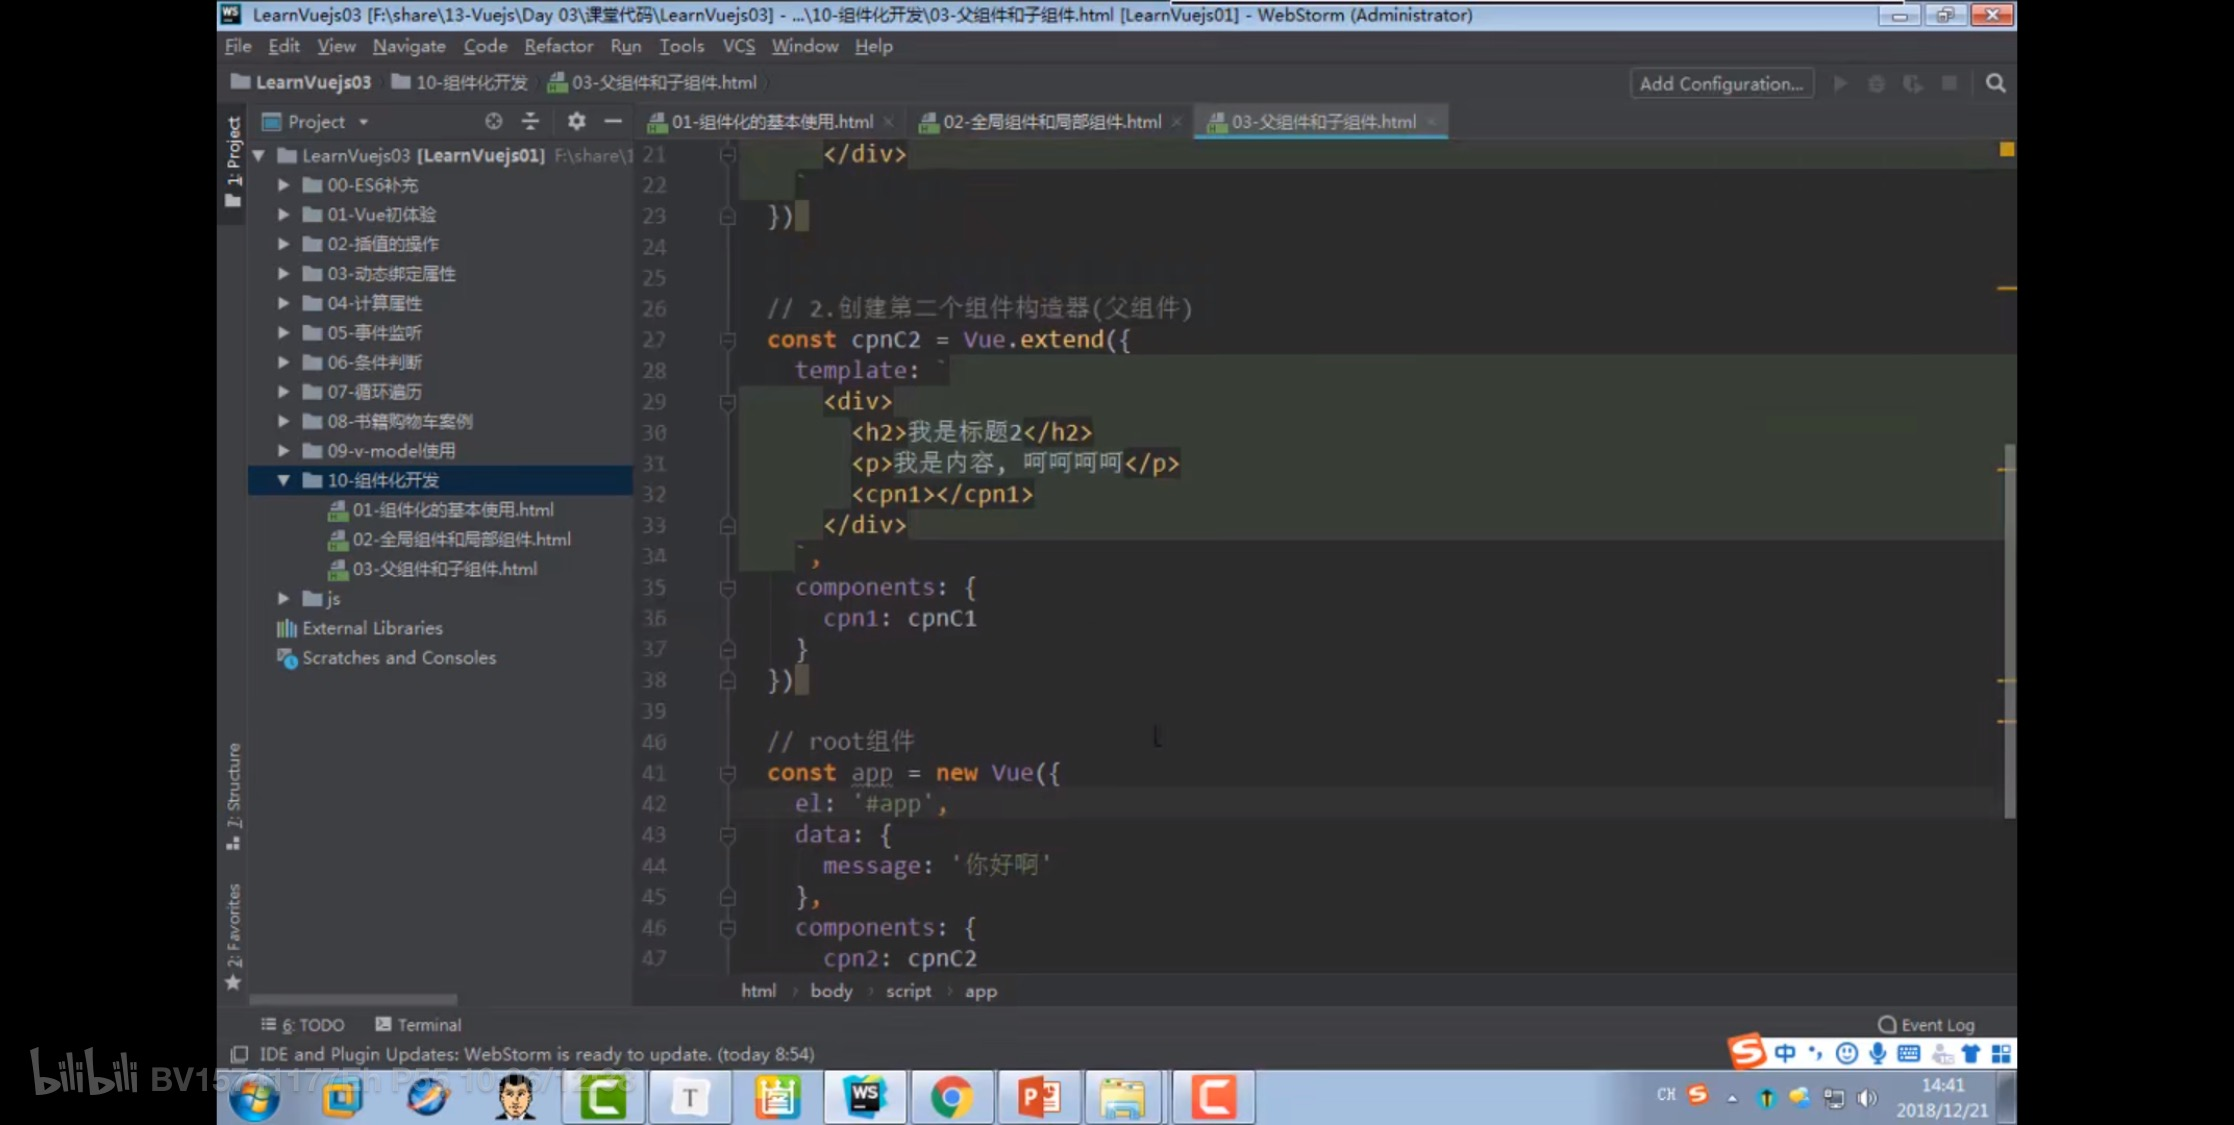 LearnVuejs03 [F:\share\13-Vuejs\Day 03\课堂代码\LearnVuejs03] - ...\10-组件化开发\03-父组件和子组件.html [LearnVuejs01] - WebStorm (Administrator)
File Edit View Navigate Code Refactor Run Tools VCS Window Help
LearnVuejs03 10-组件化开发 03-父组件和子组件.html
Add Configuration...
Project
01-组件化的基本使用.html 02-全局组件和局部组件.html 03-父组件和子组件.html
1: Project
LearnVuejs03 [LearnVuejs01] F:\share\1
00-ES6补充
01-Vue初体验
02-插值的操作
03-动态绑定属性
04-计算属性
05-事件监听
06-条件判断
07-循环遍历
08-书籍购物车案例
09-v-model使用
10-组件化开发
01-组件化的基本使用.html
02-全局组件和局部组件.html
03-父组件和子组件.html
js
External Libraries
Scratches and Consoles
7: Structure
2: Favorites
21 </div>
22 `
23 })
24
25
26 // 2.创建第二个组件构造器(父组件)
27 const cpnC2 = Vue.extend({
28 template: `
29 <div>
30 <h2>我是标题2</h2>
31 <p>我是内容, 呵呵呵呵</p>
32 <cpn1></cpn1>
33 </div>
34 `,
35 components: {
36 cpn1: cpnC1
37 }
38 })
39
40 // root组件
41 const app = new Vue({
42 el: '#app',
43 data: {
44 message: '你好啊'
45 },
46 components: {
47 cpn2: cpnC2
html body script app
6: TODO Terminal
Event Log
IDE and Plugin Updates: WebStorm is ready to update. (today 8:54)
中
bilibili
WS
T
CH
14:41
2018/12/21